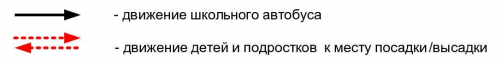 - движение школьного автобуса
- движение детей и подростков к месту посадки/высадки